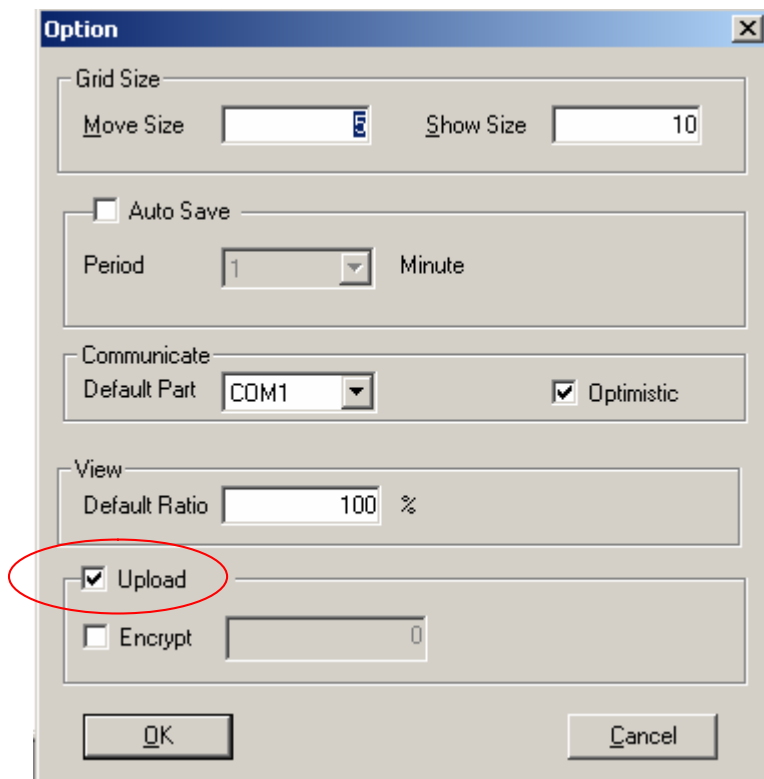 Option
Grid Size
Move Size 5 Show Size 10
Auto Save
Period 1 Minute
Communicate
Default Part COM1 Optimistic
View
Default Ratio 100 %
Upload
Encrypt 0
OK Cancel